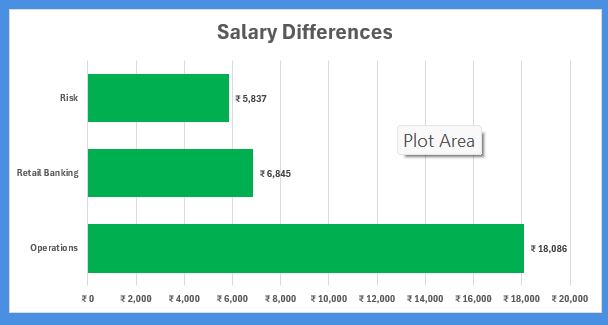 Salary Differences
Risk
₹ 5,837
Plot Area
Retail Banking
₹ 6,845
Operations
₹ 18,086
₹ 0 ₹ 2,000 ₹ 4,000 ₹ 6,000 ₹ 8,000 ₹ 10,000 ₹ 12,000 ₹ 14,000 ₹ 16,000 ₹ 18,000 ₹ 20,000